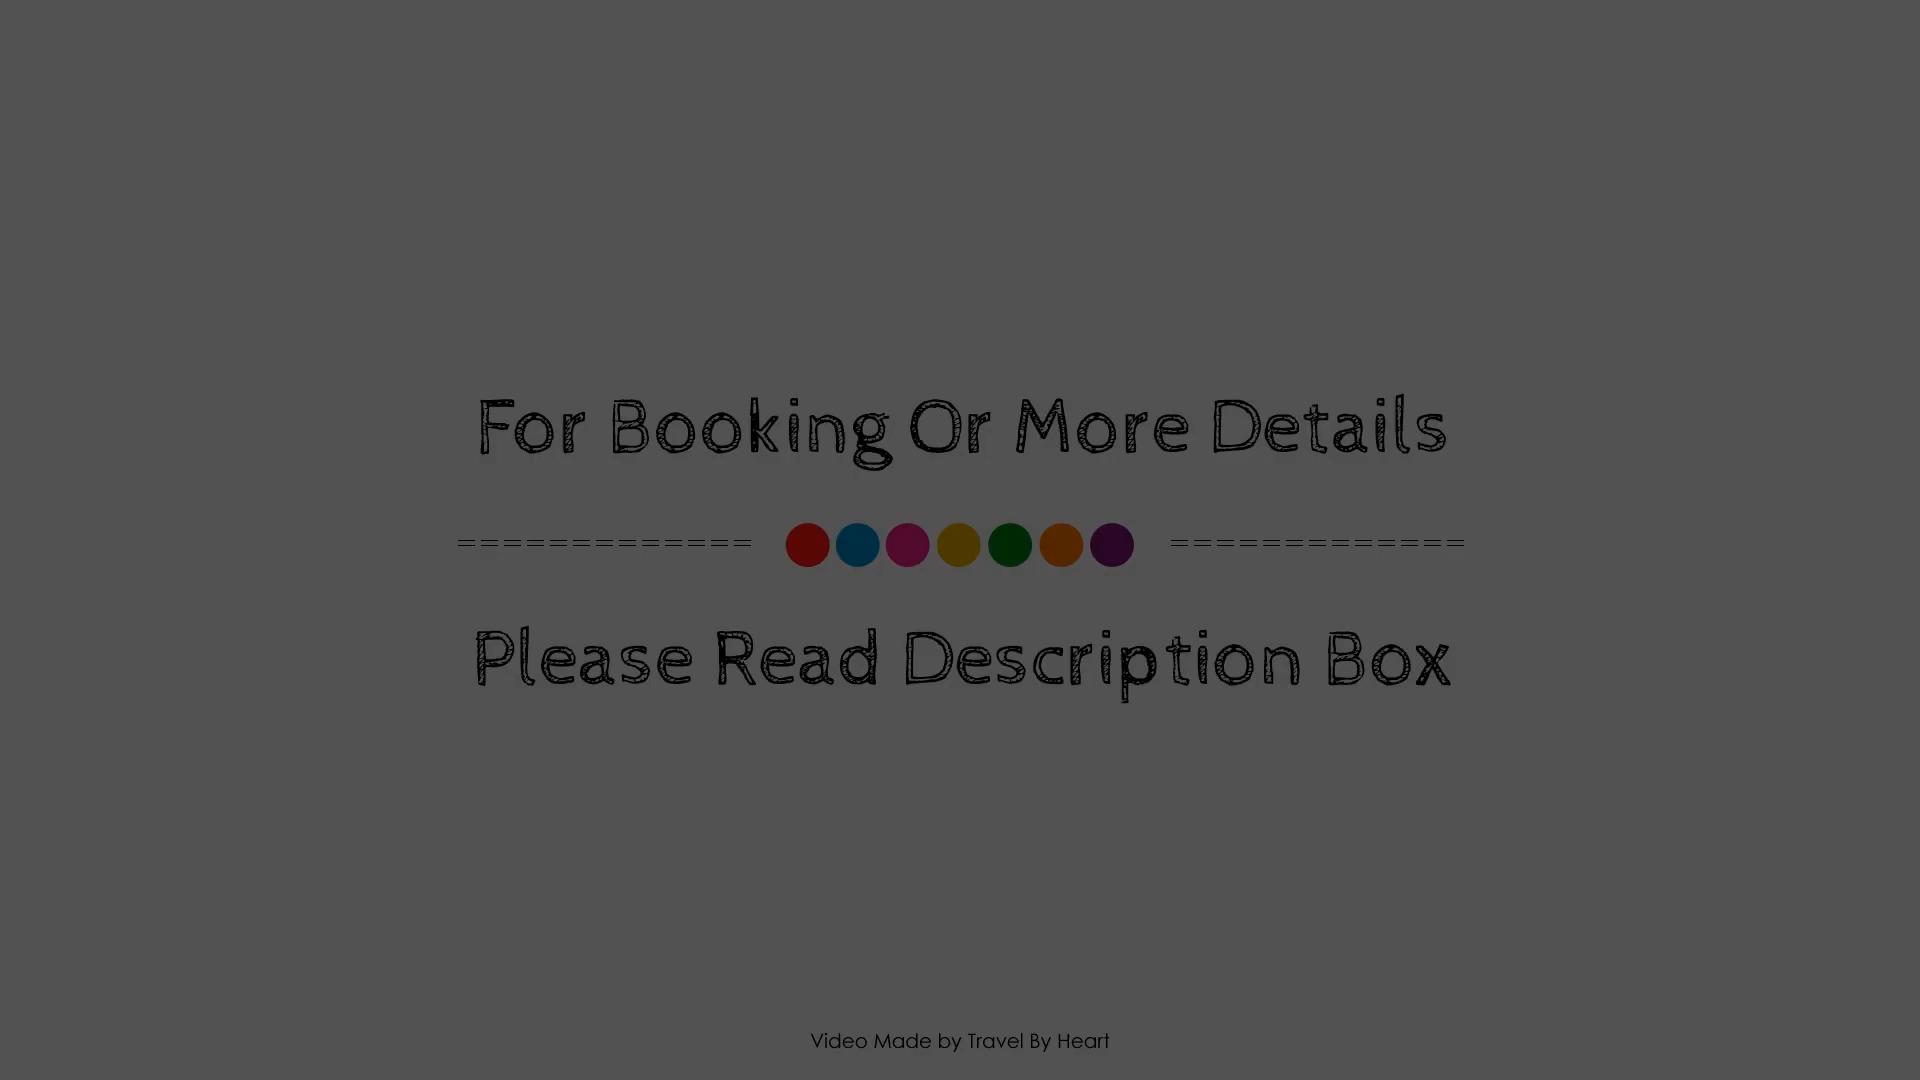 For Booking Or More Details
============= =============
Please Read Description Box
Video Made by Travel By Heart